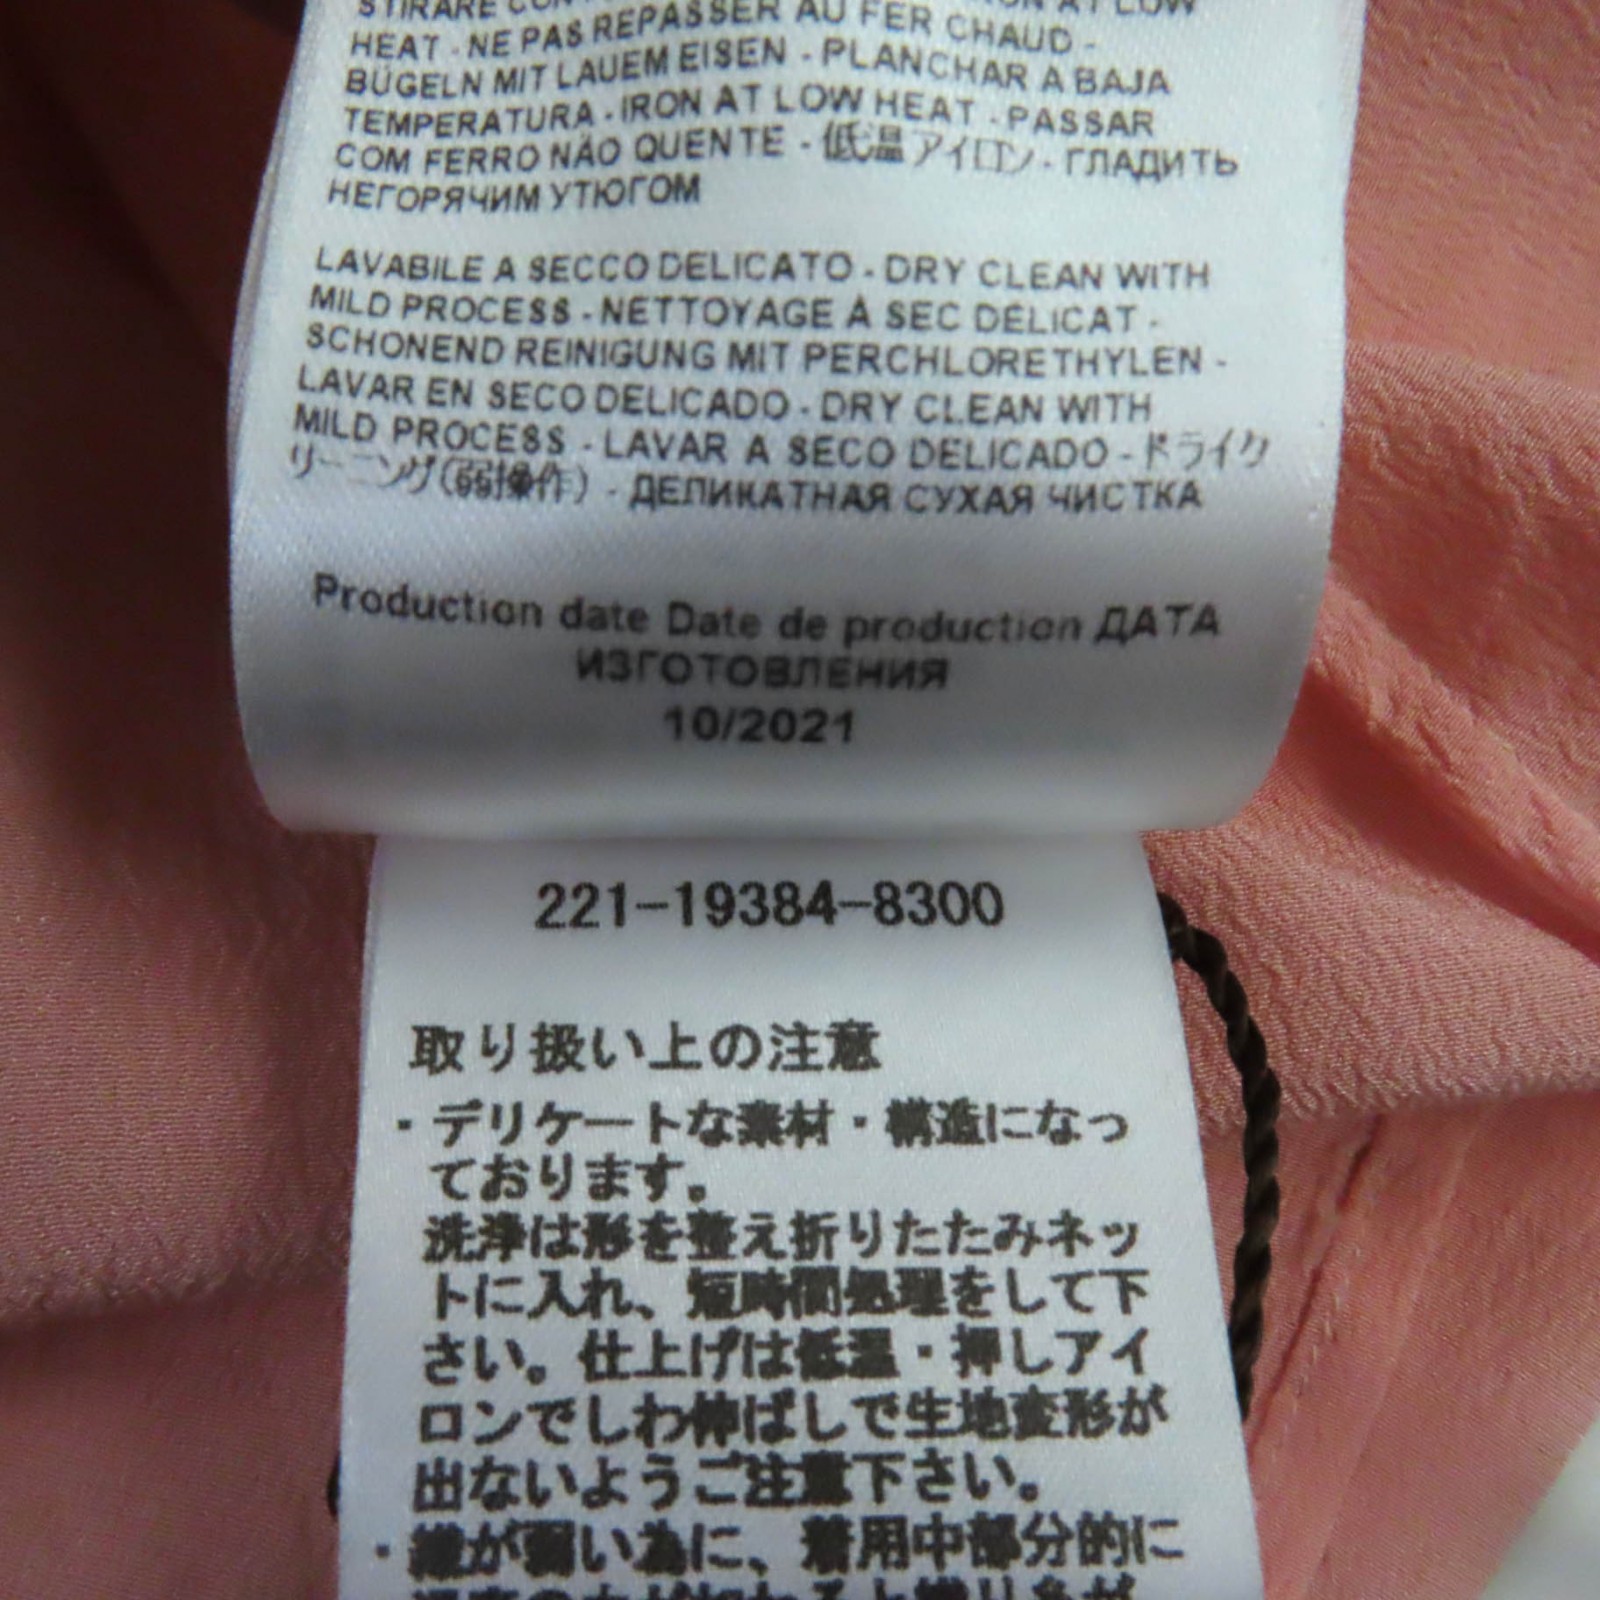 STIRARE CON IRON AT LOW
HEAT - NE PAS REPASSER AU FER CHAUD -
BÜGELN MIT LAUEM EISEN - PLANCHAR A BAJA
TEMPERATURA - IRON AT LOW HEAT - PASSAR
COM FERRO NÃO QUENTE - 低温アイロン - ГЛАДИТЬ
НЕГОРЯЧИМ УТЮГОМ
LAVABILE A SECCO DELICATO - DRY CLEAN WITH
MILD PROCESS - NETTOYAGE À SEC DÉLICAT -
SCHONEND REINIGUNG MIT PERCHLORETHYLEN -
LAVAR EN SECO DELICADO - DRY CLEAN WITH
MILD PROCESS - LAVAR A SECO DELICADO - ドライク
リーニング(弱操作) - ДЕЛИКАТНАЯ СУХАЯ ЧИСТКА
Production date Date de production ДАТА
ИЗГОТОВЛЕНИЯ
10/2021
221-19384-8300
取り扱い上の注意
・デリケートな素材・構造になっ
ております。
洗浄は形を整え折りたたみネッ
トに入れ、短時間処理をして下
さい。仕上げは低温・押しアイ
ロンでしわ伸ばしで生地変形が
出ないようご注意下さい。
・繊が弱い為に、着用中部分的に